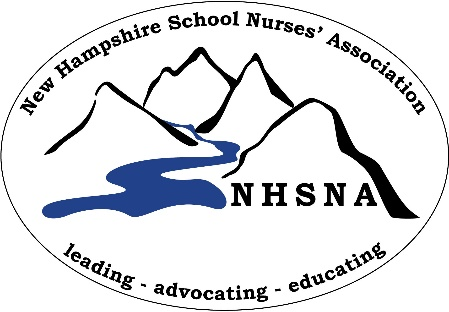 New Hampshire School Nurses' Association
NHSNA
leading - advocating - educating